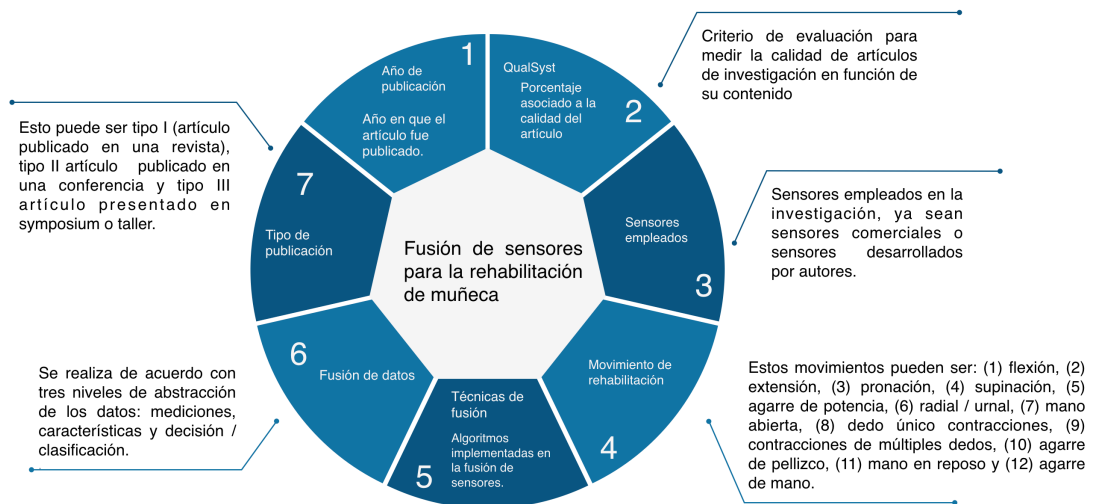 1
Año de
publicación
Año en que el
artículo fue
publicado.
QualSyst
Porcentaje
asociado a la
calidad del
artículo
2
Criterio de evaluación para
medir la calidad de artículos
de investigación en función de
su contenido
Sensores
empleados
3
Sensores empleados en la
investigación, ya sean
sensores comerciales o
sensores desarrollados
por autores.
Movimiento de
rehabilitación
4
Estos movimientos pueden ser: (1) flexión, (2)
extensión, (3) pronación, (4) supinación, (5)
agarre de potencia, (6) radial / urnal, (7) mano
abierta, (8) dedo único contracciones, (9)
contracciones de múltiples dedos, (10) agarre
de pellizco, (11) mano en reposo y (12) agarre
de mano.
Técnicas de
fusión
Algoritmos
implementadas en
la fusión de
sensores.
5
6
Fusión de datos
Se realiza de acuerdo con
tres niveles de abstracción
de los datos: mediciones,
características y decisión /
clasificación.
7
Tipo de
publicación
Esto puede ser tipo I (artículo
publicado en una revista),
tipo II artículo publicado en
una conferencia y tipo III
artículo presentado en
symposium o taller.
Fusión de sensores
para la rehabilitación
de muñeca